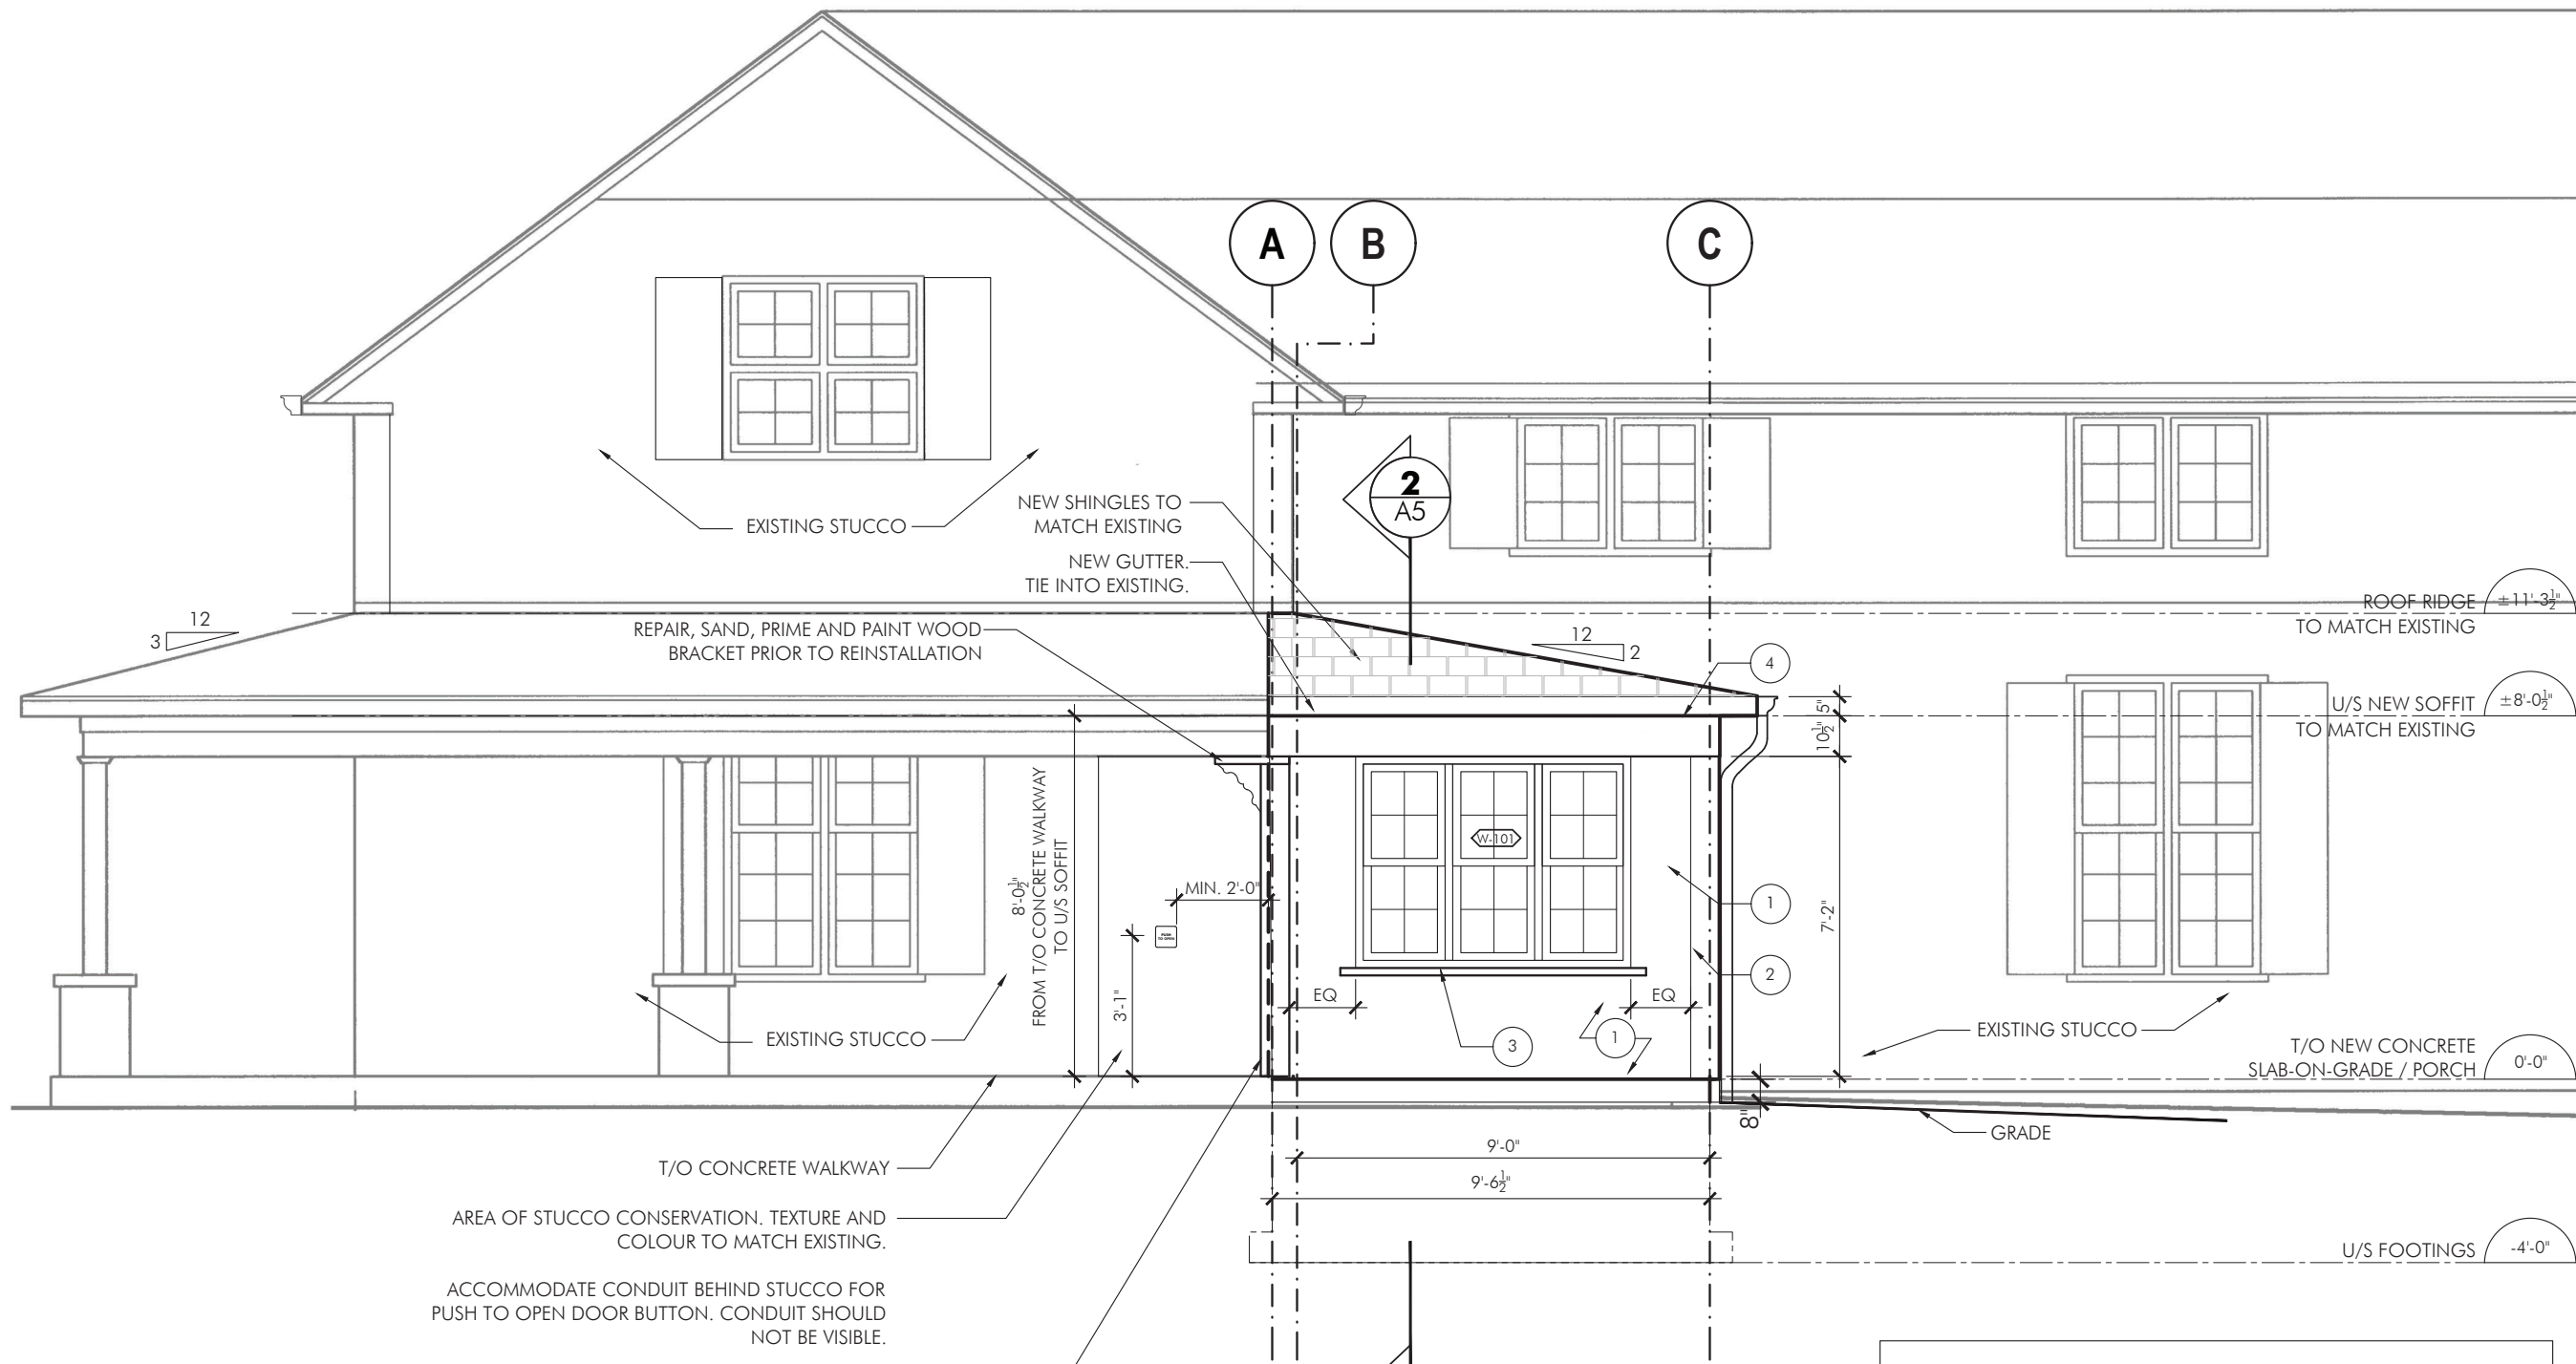 A
B
C
2
A5
NEW SHINGLES TO
MATCH EXISTING
EXISTING STUCCO
NEW GUTTER.
TIE INTO EXISTING.
ROOF RIDGE
±11'-3½"
TO MATCH EXISTING
12
3
REPAIR, SAND, PRIME AND PAINT WOOD
BRACKET PRIOR TO REINSTALLATION
12
2
4
U/S NEW SOFFIT
±8'-0½"
TO MATCH EXISTING
5"
10½"
8'-0½"
FROM T/O CONCRETE WALKWAY
TO U/S SOFFIT
W-101
MIN. 2'-0"
PUSH
TO OPEN
3'-1"
1
7'-2"
2
EQ
EQ
3
1
EXISTING STUCCO
EXISTING STUCCO
T/O NEW CONCRETE
SLAB-ON-GRADE / PORCH
0'-0"
8"
GRADE
9'-0"
9'-6½"
T/O CONCRETE WALKWAY
AREA OF STUCCO CONSERVATION. TEXTURE AND
COLOUR TO MATCH EXISTING.
U/S FOOTINGS
-4'-0"
ACCOMMODATE CONDUIT BEHIND STUCCO FOR
PUSH TO OPEN DOOR BUTTON. CONDUIT SHOULD
NOT BE VISIBLE.